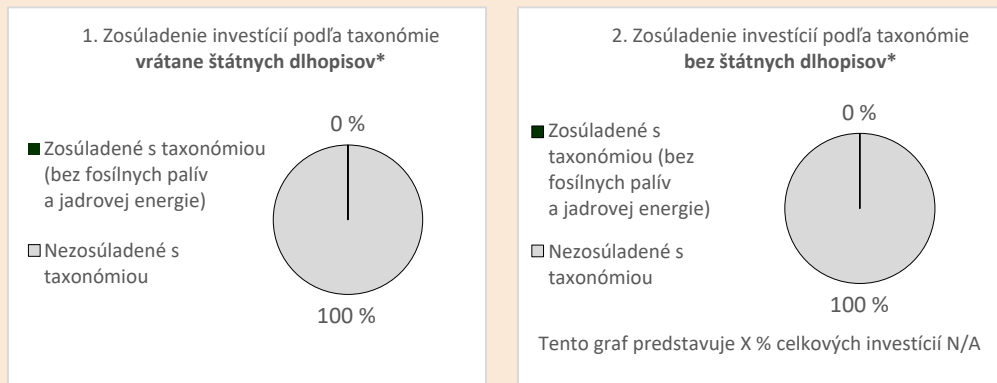 1. Zosúladenie investícií podľa taxonómie
vrátane štátnych dlhopisov*
0 %
Zosúladené s taxonómiou
(bez fosílnych palív
a jadrovej energie)
Nezosúladené s
taxonómiou
100 %
2. Zosúladenie investícií podľa taxonómie
bez štátnych dlhopisov*
0 %
Zosúladené s
taxonómiou (bez
fosílnych palív
a jadrovej energie)
Nezosúladené s
taxonómiou
100 %
Tento graf predstavuje X % celkových investícií N/A